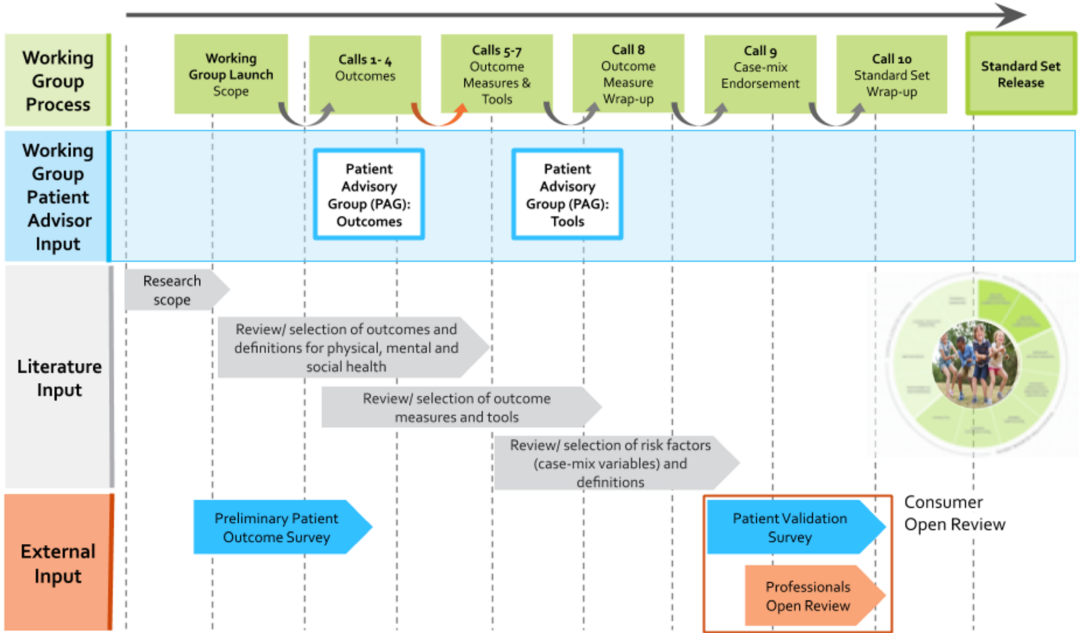 Working
Group
Process
Working
Group Launch
Scope
Calls 1- 4
Outcomes
Calls 5-7
Outcome
Measures &
Tools
Call 8
Outcome
Measure
Wrap-up
Call 9
Case-mix
Endorsement
Call 10
Standard Set
Wrap-up
Standard Set
Release
Working
Group
Patient
Advisor
Input
Patient
Advisory
Group (PAG):
Outcomes
Patient
Advisory
Group (PAG):
Tools
Literature
Input
Research
scope
Review/ selection of outcomes and
definitions for physical, mental and
social health
Review/ selection of outcome
measures and tools
Review/ selection of risk factors
(case-mix variables) and
definitions
External
Input
Preliminary Patient
Outcome Survey
Patient Validation
Survey
Professionals
Open Review
Consumer
Open Review